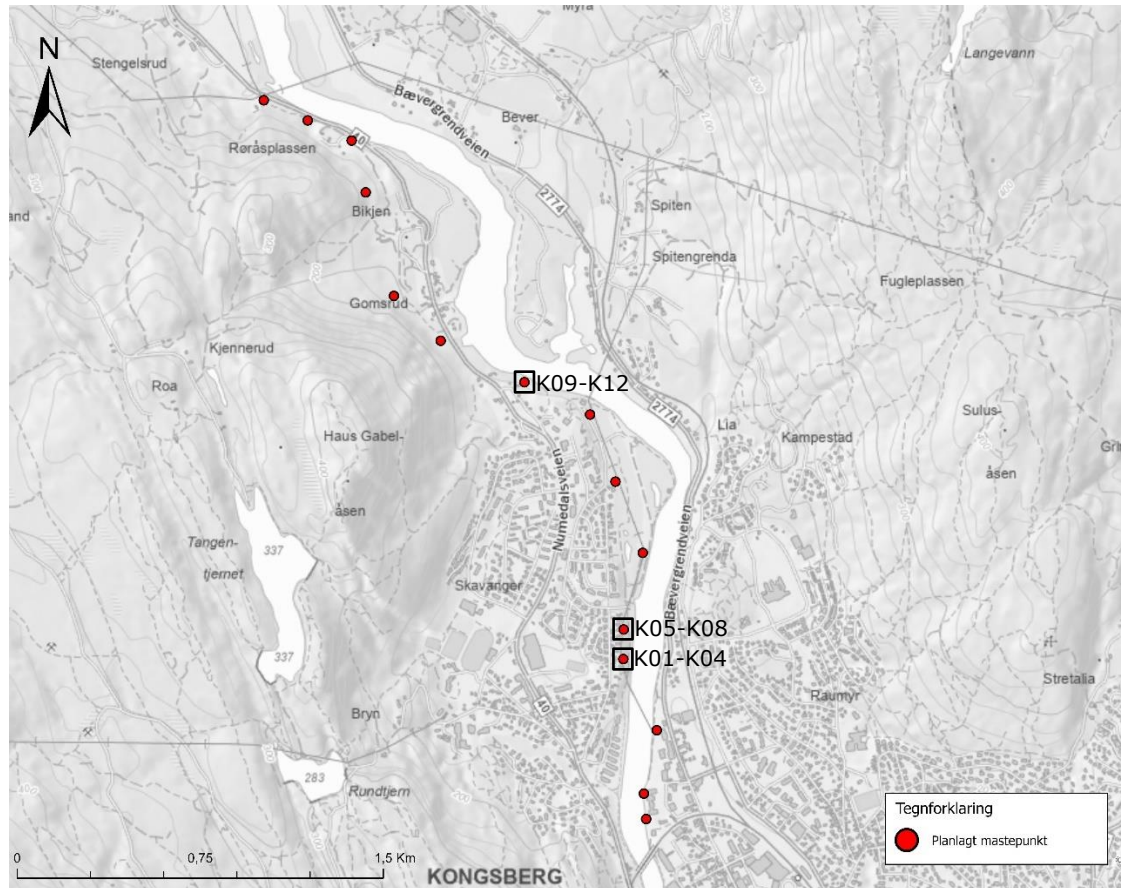 Myra
N
Stengelsrud
Langevann
Bævergrendveien
Bever
40
Røråsplassen
2774
Bikjen
Spiten
Spitengrenda
Fugleplassen
Gomsrud
Kjennerud
Roa
K09-K12
2774
Lia
Kampestad
Sulus-
åsen
Haus Gabel-
åsen
Numedalsveien
Tangen-
tjernet
337
Bævergrendveien
Skavanger
K05-K08
K01-K04
337
Raumyr
Stretalia
Bryn
40
283
Rundtjern
Tegnforklaring
Planlagt mastepunkt
0 0,75 1,5 Km
KONGSBERG